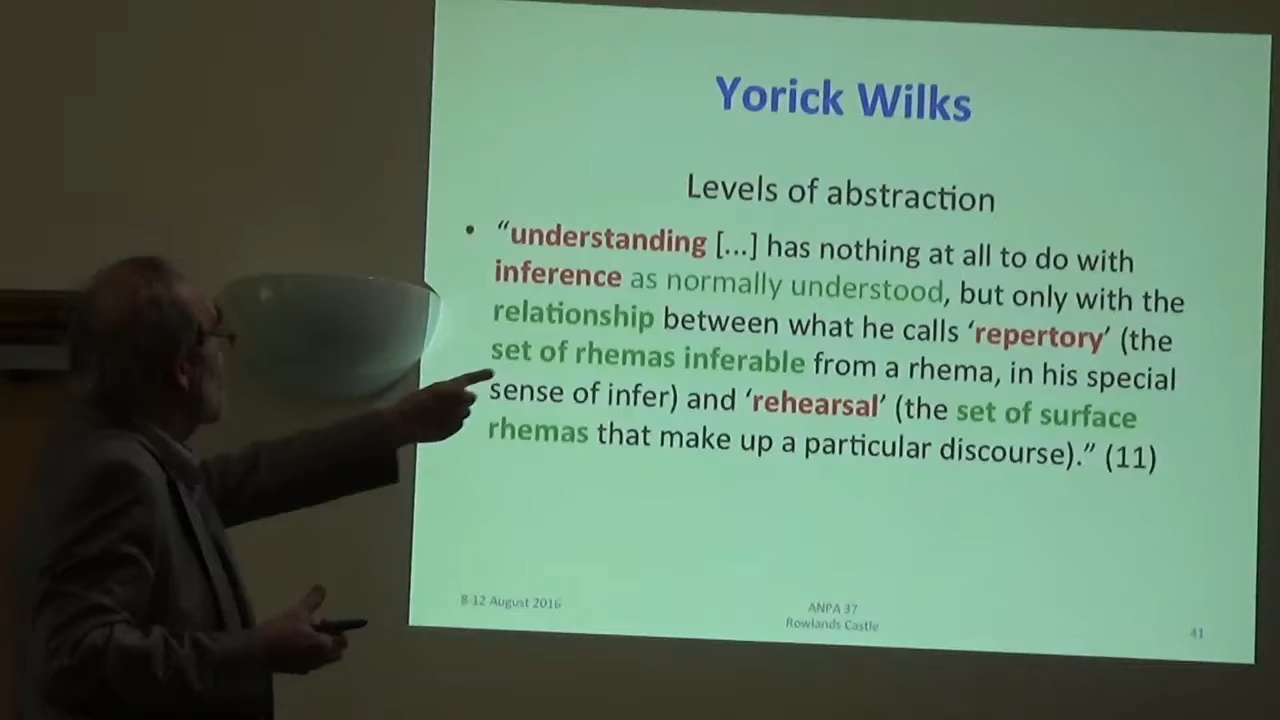 Yorick Wilks
Levels of abstraction
• “understanding [...] has nothing at all to do with
inference as normally understood, but only with the
relationship between what he calls ‘repertory’ (the
set of rhemas inferable from a rhema, in his special
sense of infer) and ‘rehearsal’ (the set of surface
rhemas that make up a particular discourse).” (11)
8-12 August 2016
ANPA 37
Rowlands Castle
41